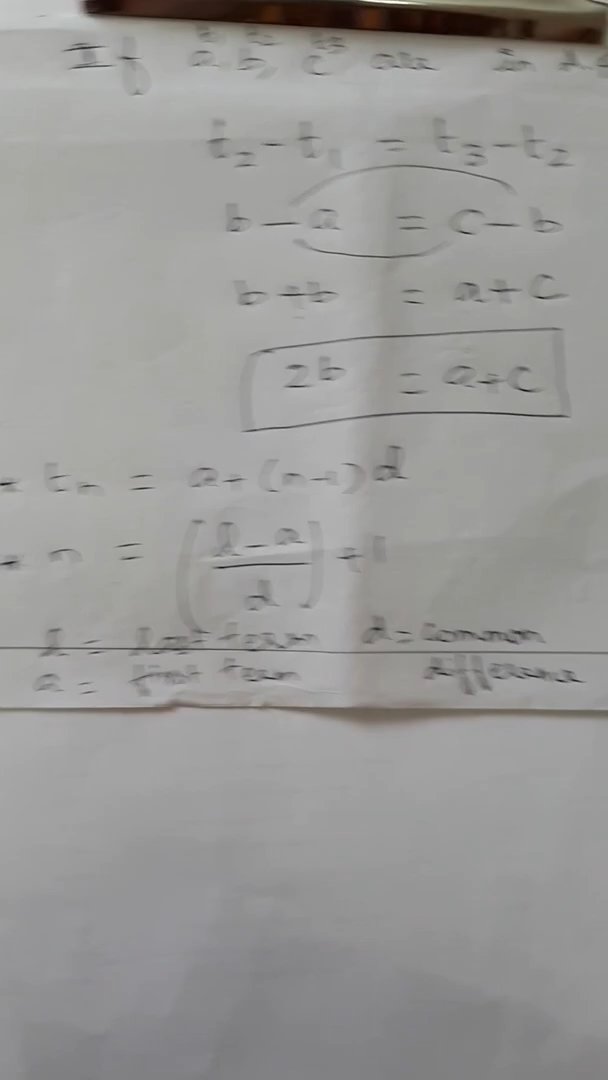 If a, b, c are in A.
t₂ - t₁ = t₃ - t₂
b - a = c - b
b + b = a + c
2b = a + c
tₙ = a + (n-1)d
n = (l - a / d) + 1
l = last term d = common
a = first term difference